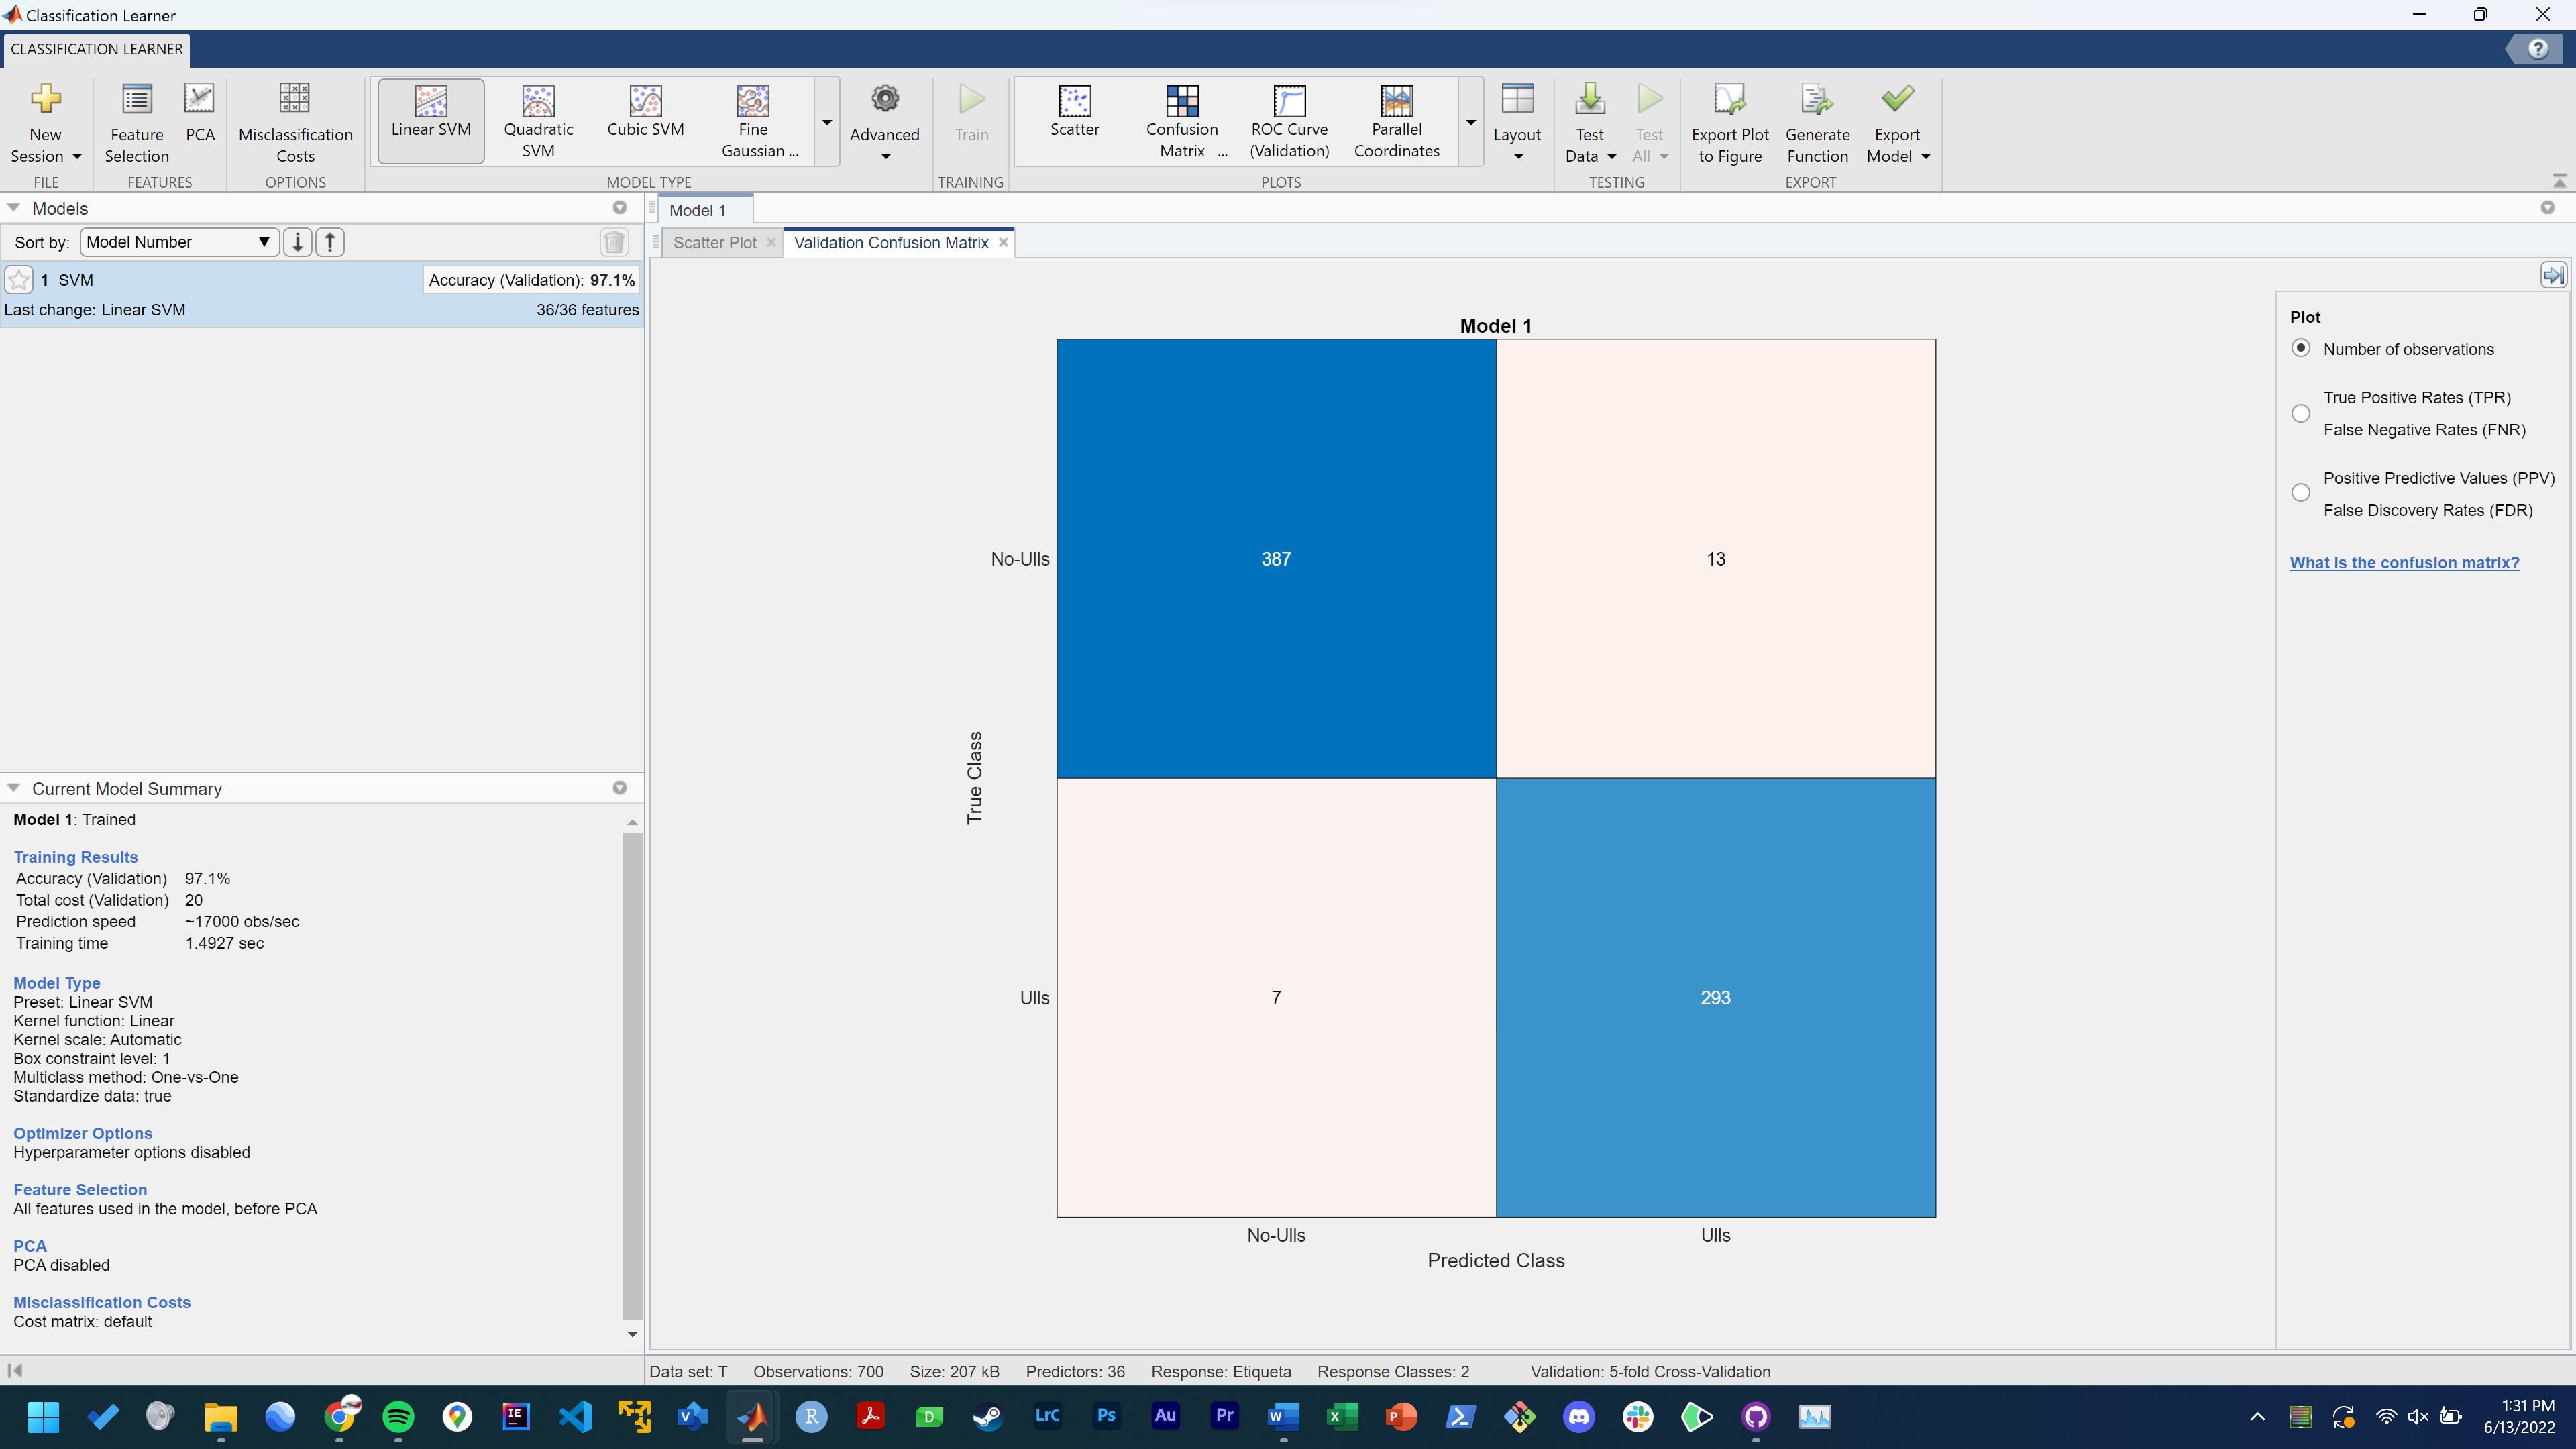 Classification Learner
CLASSIFICATION LEARNER
?
New
Session
FILE
Feature
Selection
PCA
FEATURES
Misclassification
Costs
OPTIONS
Linear SVM
Quadratic
SVM
Cubic SVM
Fine
Gaussian ...
MODEL TYPE
Advanced
Train
TRAINING
Scatter
Confusion
Matrix ...
ROC Curve
(Validation)
Parallel
Coordinates
PLOTS
Layout
Test
Data
Test
All
TESTING
Export Plot
to Figure
Generate
Function
Export
Model
EXPORT
Models
Sort by: Model Number
1 SVM
Accuracy (Validation): 97.1%
Last change: Linear SVM
36/36 features
Current Model Summary
Model 1: Trained
Training Results
Accuracy (Validation) 97.1%
Total cost (Validation) 20
Prediction speed ~17000 obs/sec
Training time 1.4927 sec
Model Type
Preset: Linear SVM
Kernel function: Linear
Kernel scale: Automatic
Box constraint level: 1
Multiclass method: One-vs-One
Standardize data: true
Optimizer Options
Hyperparameter options disabled
Feature Selection
All features used in the model, before PCA
PCA
PCA disabled
Misclassification Costs
Cost matrix: default
Model 1
Scatter Plot
Validation Confusion Matrix
Model 1
True Class
No-Ulls
387
13
Ulls
7
293
No-Ulls
Ulls
Predicted Class
Plot
Number of observations
True Positive Rates (TPR)
False Negative Rates (FNR)
Positive Predictive Values (PPV)
False Discovery Rates (FDR)
What is the confusion matrix?
Data set: T Observations: 700 Size: 207 kB Predictors: 36 Response: Etiqueta Response Classes: 2 Validation: 5-fold Cross-Validation
IE
V
R
D
LrC
Ps
Au
Pr
W
X
P
1:31 PM
6/13/2022